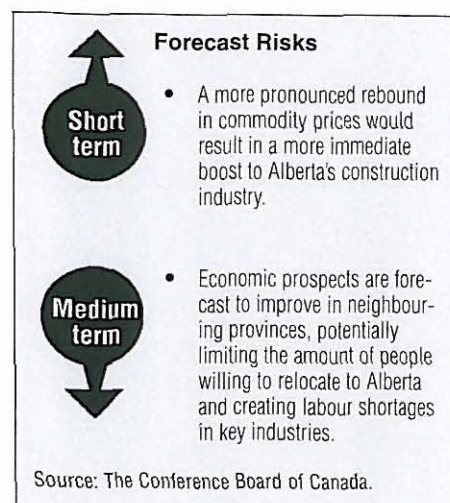 Forecast Risks
Short
term
• A more pronounced rebound
in commodity prices would
result in a more immediate
boost to Alberta's construction
industry.
Medium
term
• Economic prospects are fore-
cast to improve in neighbour-
ing provinces, potentially
limiting the amount of people
willing to relocate to Alberta
and creating labour shortages
in key industries.
Source: The Conference Board of Canada.